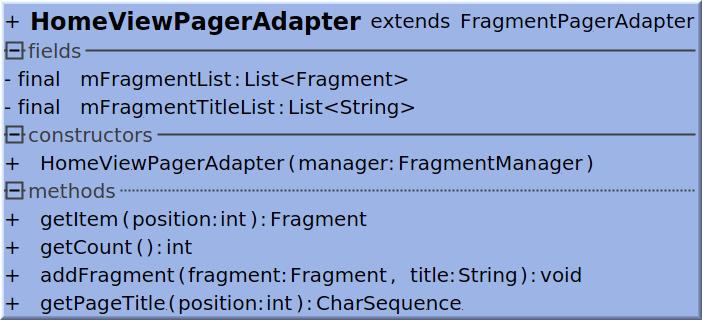 + HomeViewPagerAdapter extends FragmentPagerAdapter
fields
- final mFragmentList:List<Fragment>
- final mFragmentTitleList:List<String>
constructors
+ HomeViewPagerAdapter(manager:FragmentManager)
methods
+ getItem(position:int):Fragment
+ getCount():int
+ addFragment(fragment:Fragment, title:String):void
+ getPageTitle(position:int):CharSequence